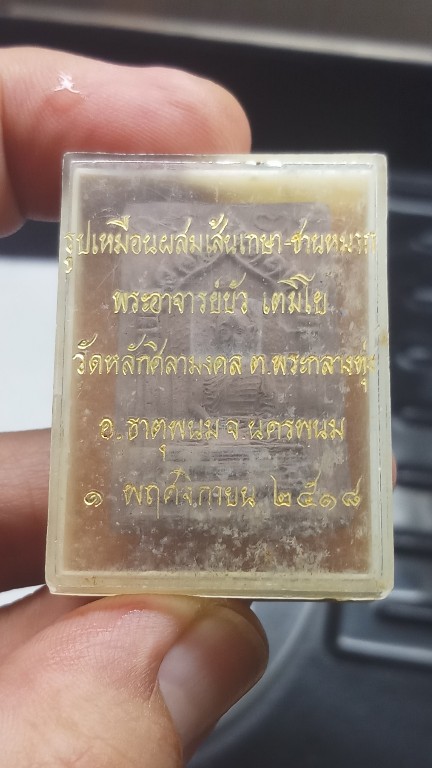 รูปเหมือนผสมเส้นเกษา-ชานหมาก
พระอาจารย์บัว เตมิโย
วัดหลักศิลามงคล ต.พระกลางทุ่ง
อ.ธาตุพนม จ.นครพนม
๑ พฤศจิกายน ๒๕๑๘